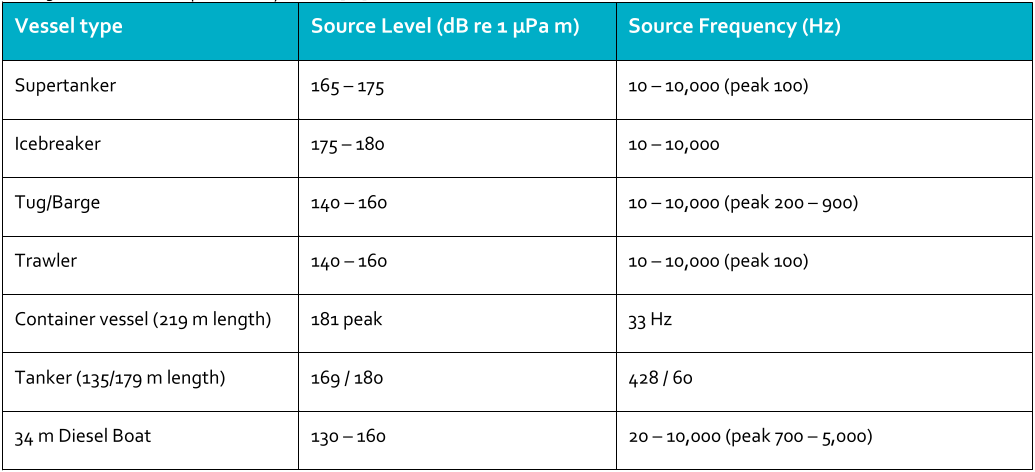 Vessel type Source Level (dB re 1 µPa m) Source Frequency (Hz)
Supertanker 165 – 175 10 – 10,000 (peak 100)
Icebreaker 175 – 180 10 – 10,000
Tug/Barge 140 – 160 10 – 10,000 (peak 200 – 900)
Trawler 140 – 160 10 – 10,000 (peak 100)
Container vessel (219 m length) 181 peak 33 Hz
Tanker (135/179 m length) 169 / 180 428 / 60
34 m Diesel Boat 130 – 160 20 – 10,000 (peak 700 – 5,000)